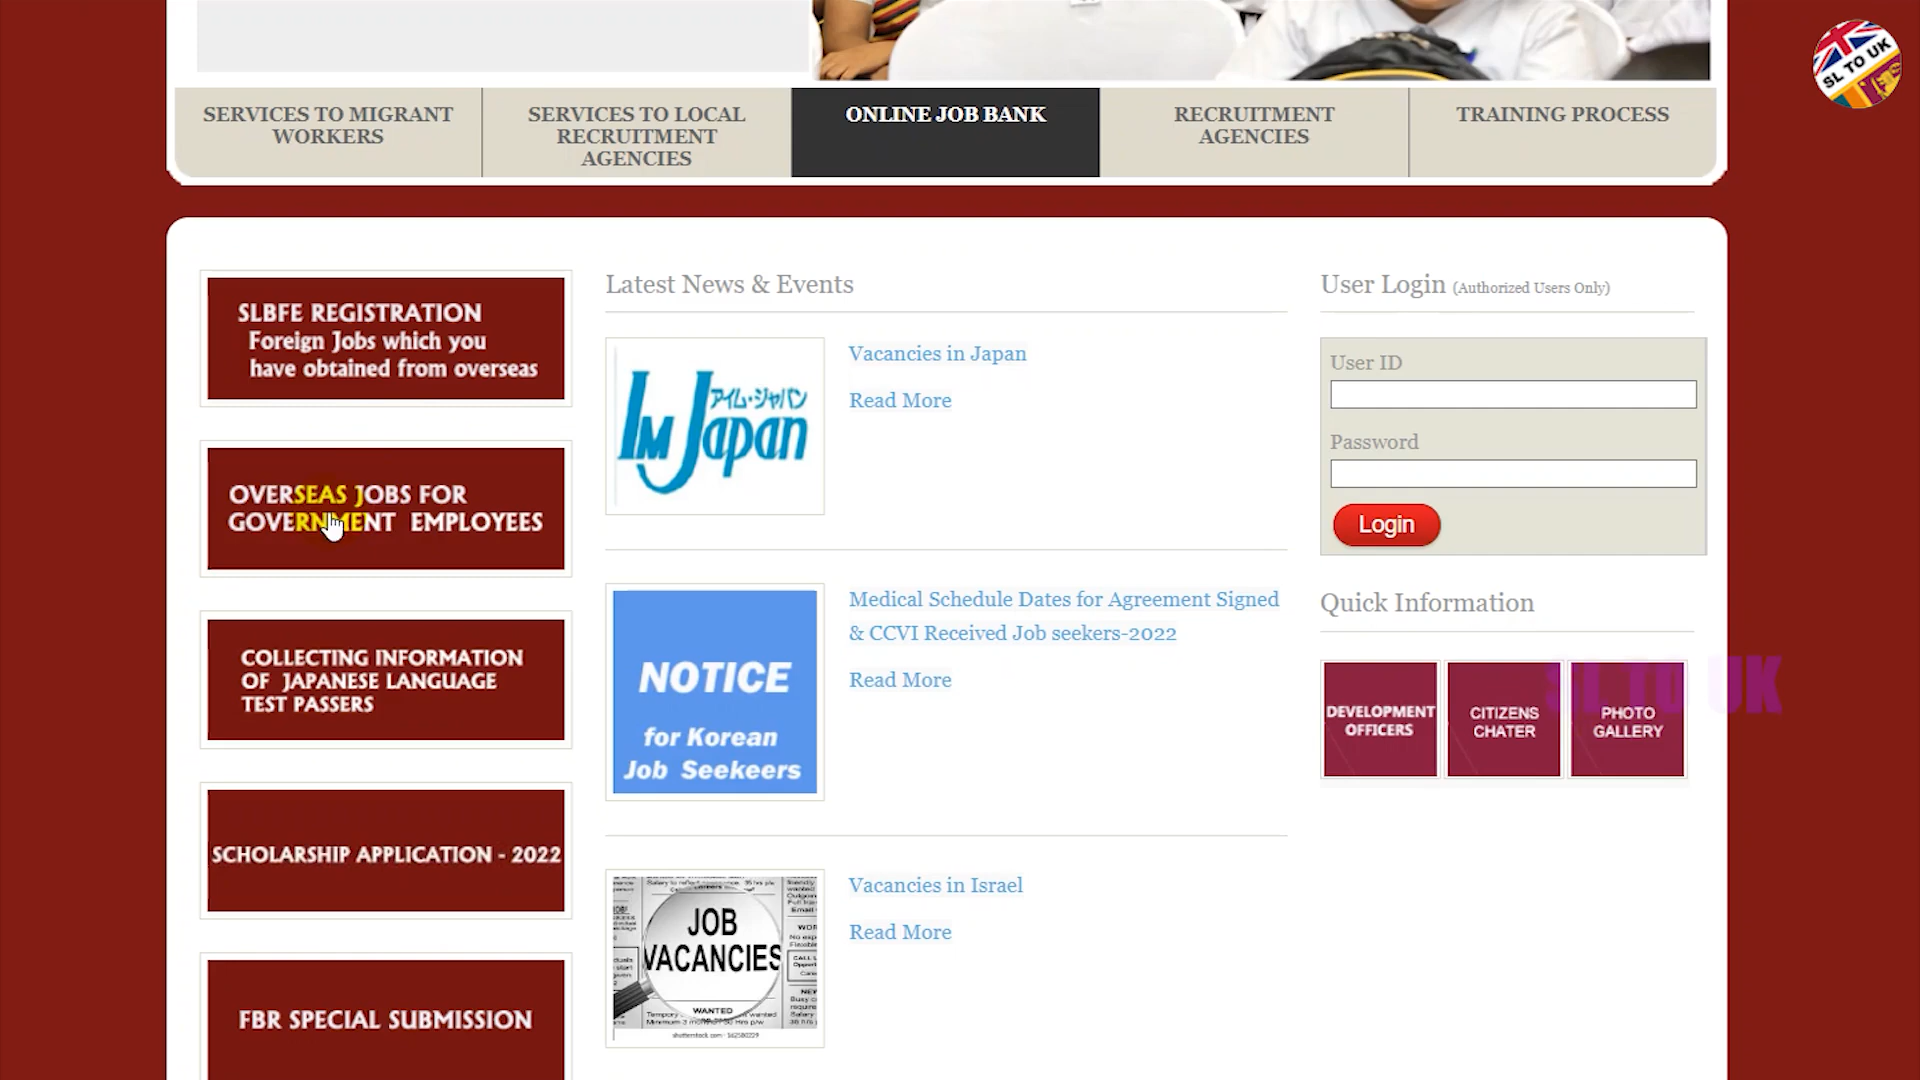 SL TO UK
SERVICES TO MIGRANT
WORKERS
SERVICES TO LOCAL
RECRUITMENT
AGENCIES
ONLINE JOB BANK
RECRUITMENT
AGENCIES
TRAINING PROCESS
SLBFE REGISTRATION
Foreign Jobs which you
have obtained from overseas
OVERSEAS JOBS FOR
GOVERNMENT EMPLOYEES
COLLECTING INFORMATION
OF JAPANESE LANGUAGE
TEST PASSERS
SCHOLARSHIP APPLICATION - 2022
FBR SPECIAL SUBMISSION
Latest News & Events
アイム・ジャパン
IM Japan
Vacancies in Japan
Read More
NOTICE
for Korean
Job Seekeers
Medical Schedule Dates for Agreement Signed
& CCVI Received Job seekers-2022
Read More
JOB
VACANCIES
WANTED
Vacancies in Israel
Read More
User Login (Authorized Users Only)
User ID
Password
Login
Quick Information
DEVELOPMENT
OFFICERS
CITIZENS
CHATER
PHOTO
GALLERY
SL TO UK